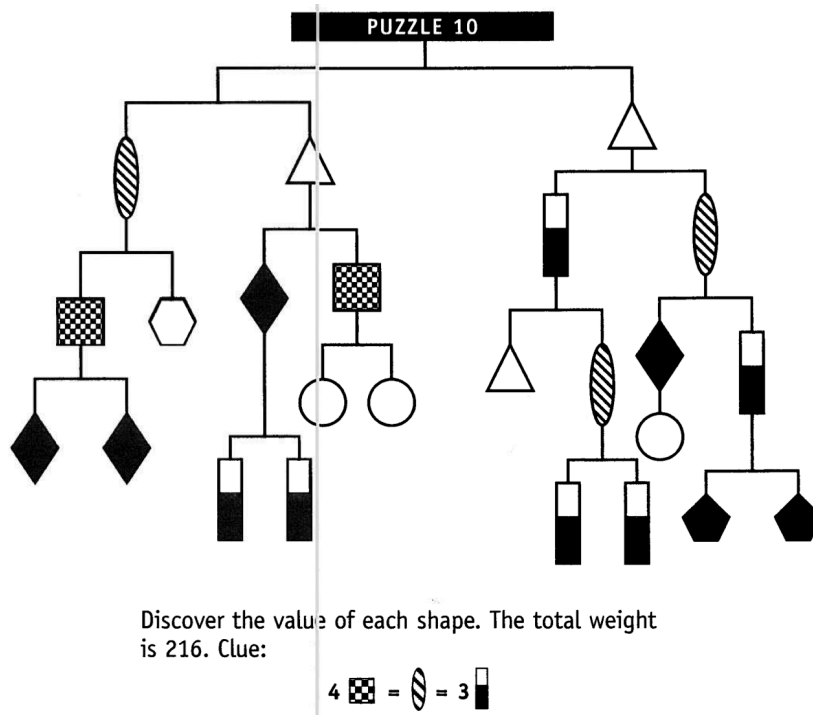 PUZZLE 10
Discover the value of each shape. The total weight
is 216. Clue:
4 = = 3